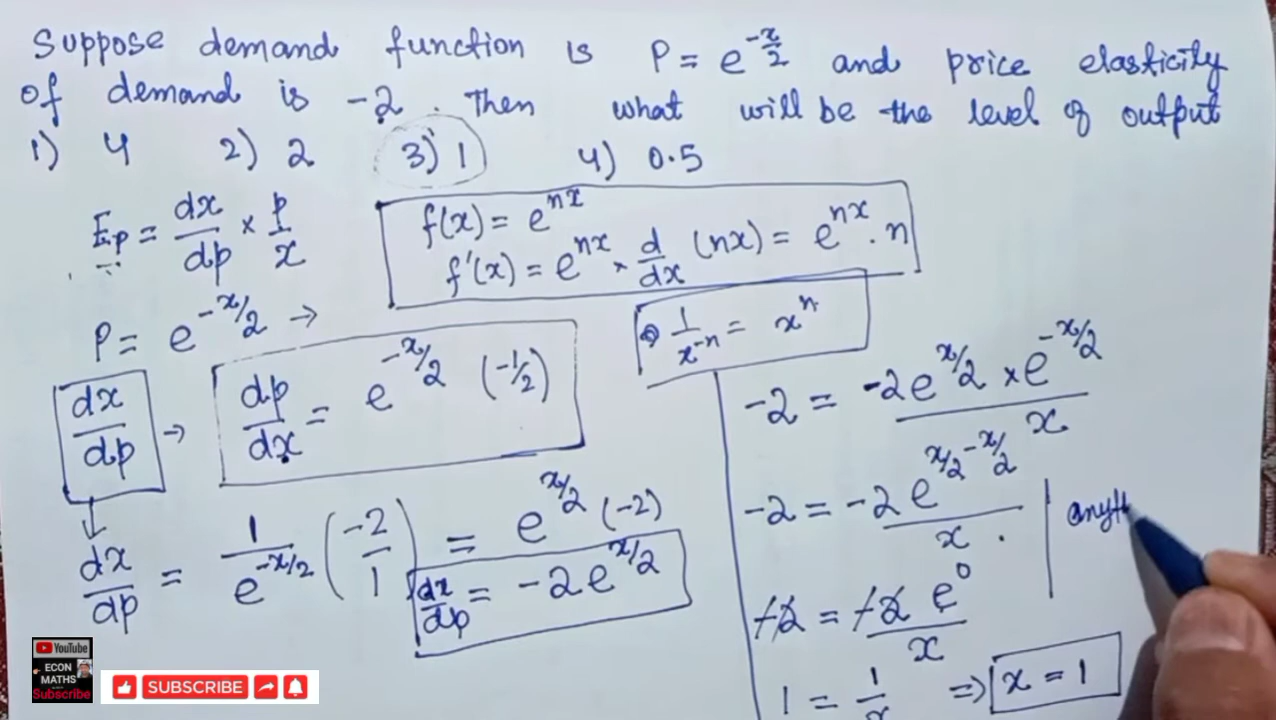 Suppose demand function is P = e^{-x/2} and price elasticity
of demand is -2. Then what will be the level of output
1) 4 2) 2 3) 1 4) 0.5
Ep = dx/dp × p/x
f(x) = e^{nx}
f'(x) = e^{nx} × d/dx (nx) = e^{nx} . n
P = e^{-x/2} →
1/x^{-n} = x^n
dx/dp → dp/dx = e^{-x/2} (-1/2)
dx/dp = 1/e^{-x/2} (-2/1) = e^{x/2} (-2)
dx/dp = -2e^{x/2}
-2 = -2e^{x/2} × e^{-x/2} / x
-2 = -2 e^{x/2 - x/2} / x .
-2 = -2 e^0 / x
1 = 1/x ⇒ x = 1
YouTube
ECON
MATHS
Subscribe
SUBSCRIBE